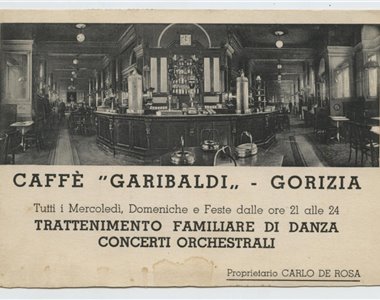 CAFFÈ "GARIBALDI„ - GORIZIA
Tutti i Mercoledì, Domeniche e Feste dalle ore 21 alle 24
TRATTENIMENTO FAMILIARE DI DANZA
CONCERTI ORCHESTRALI
Proprietario CARLO DE ROSA